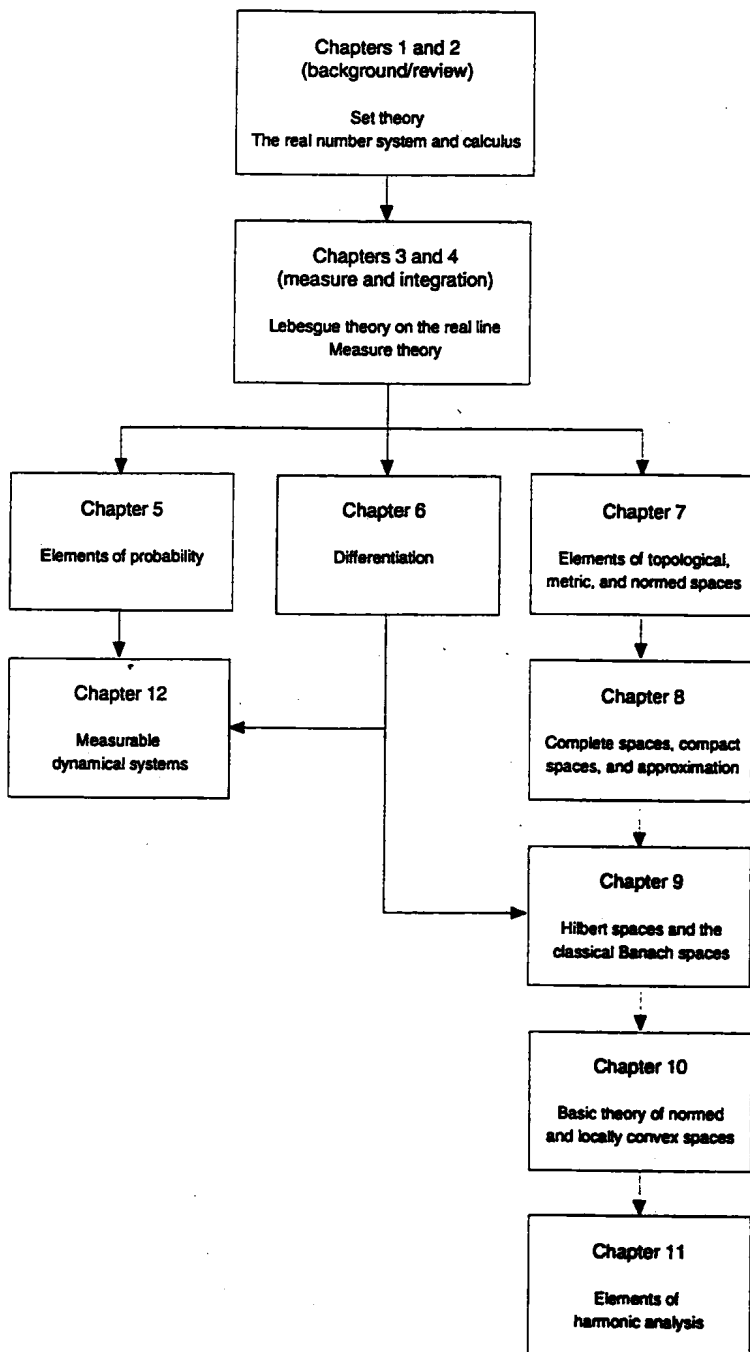 Chapters 1 and 2
(background/review)
Set theory
The real number system and calculus
Chapters 3 and 4
(measure and integration)
Lebesgue theory on the real line
Measure theory
Chapter 5
Elements of probability
Chapter 6
Differentiation
Chapter 7
Elements of topological,
metric, and normed spaces
Chapter 12
Measurable
dynamical systems
Chapter 8
Complete spaces, compact
spaces, and approximation
Chapter 9
Hilbert spaces and the
classical Banach spaces
Chapter 10
Basic theory of normed
and locally convex spaces
Chapter 11
Elements of
harmonic analysis